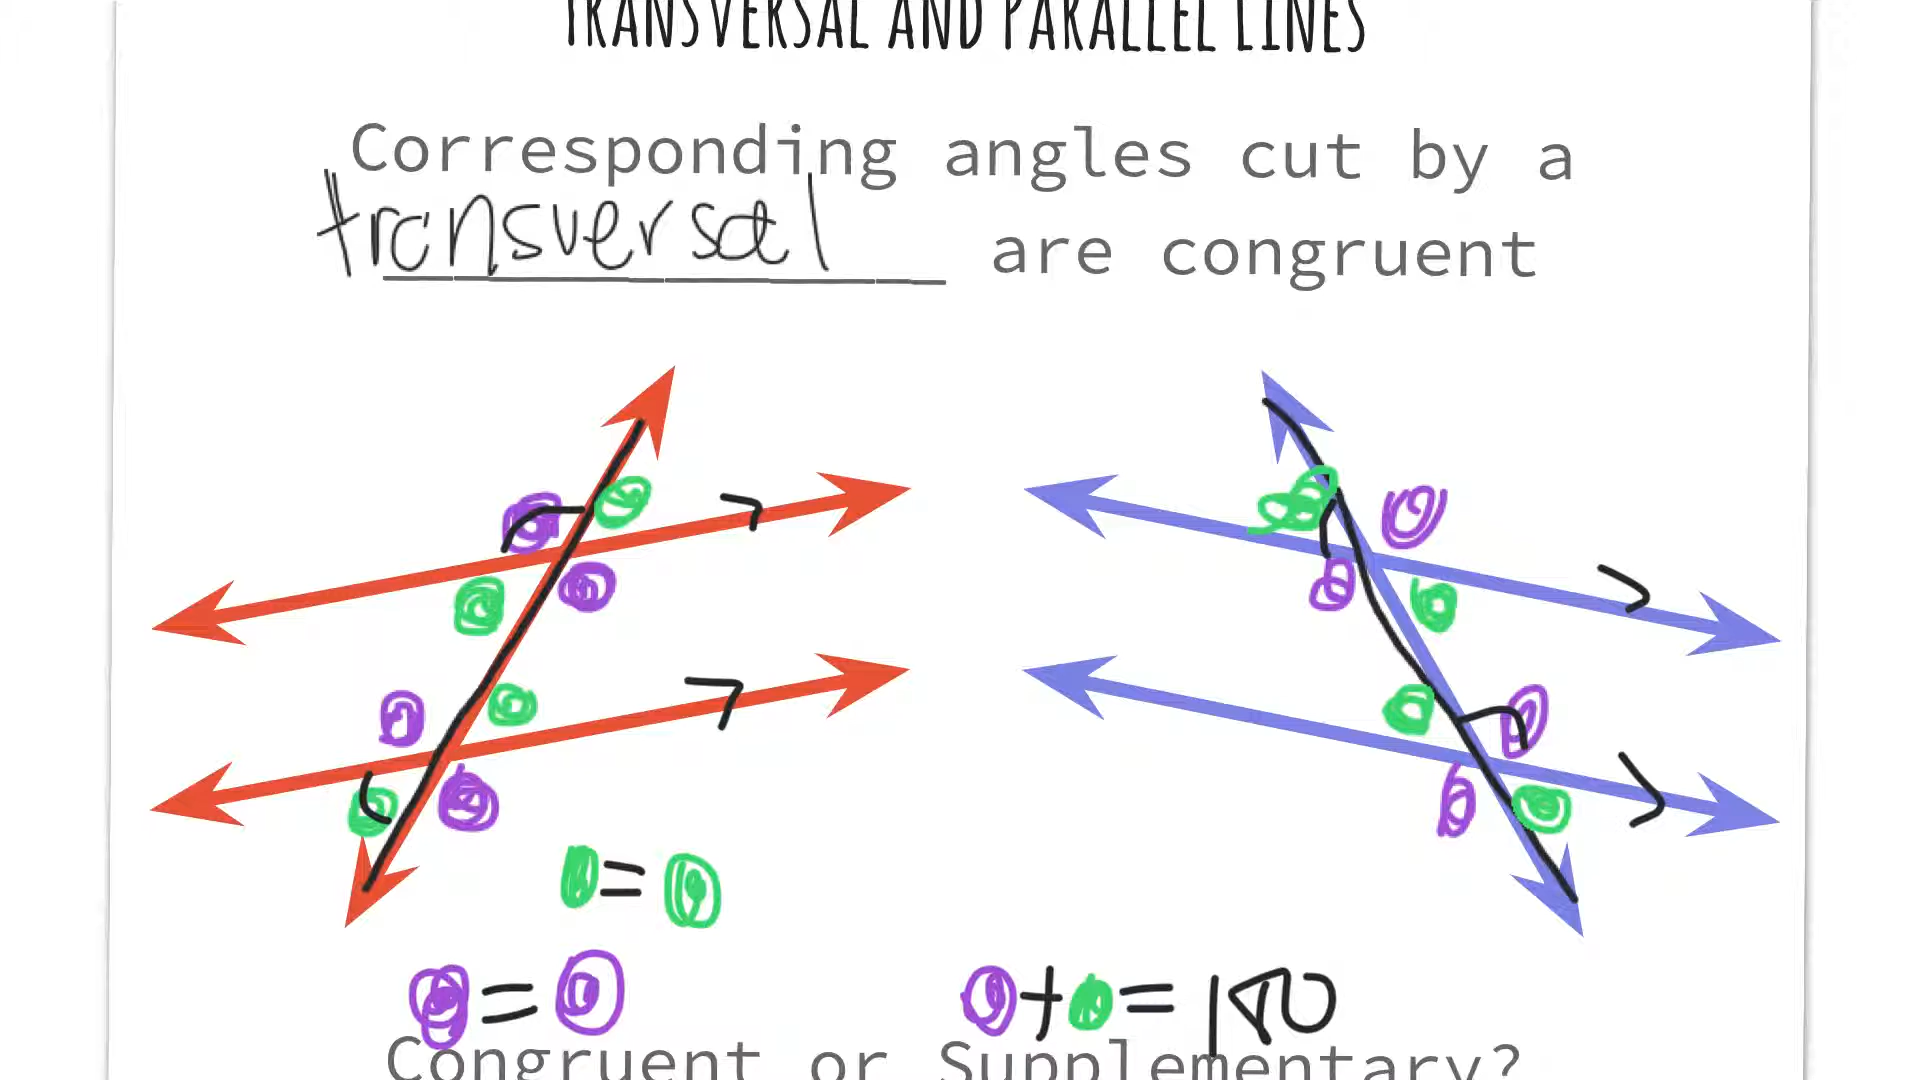 TRANSVERSAL AND PARALLEL LINES
Corresponding angles cut by a
transversal are congruent
=
=
+ = 180
Congruent or Supplementary?